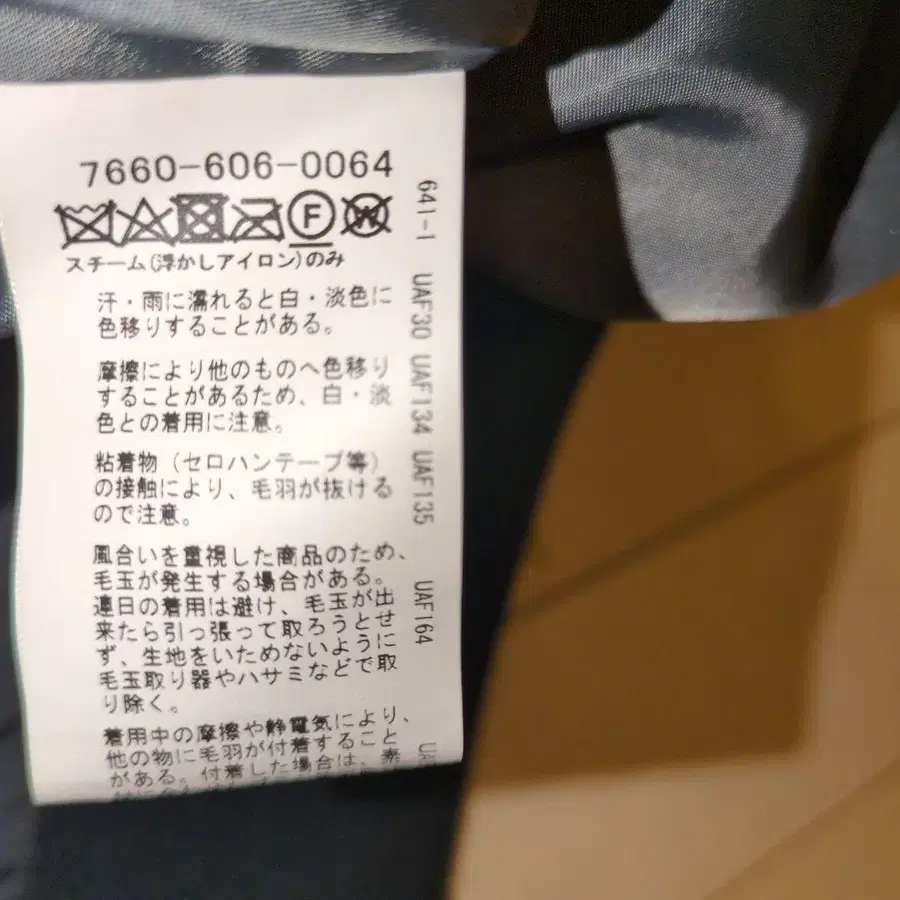 7660-606-0064
F W
スチーム(浮かしアイロン)のみ
汗・雨に濡れると白・淡色に
色移りすることがある。
摩擦により他のものへ色移り
することがあるため、白・淡
色との着用に注意。
粘着物(セロハンテープ等)
の接触により、毛羽が抜ける
ので注意。
風合いを重視した商品のため、
毛玉が発生する場合がある。
連日の着用は避け、毛玉が出
来たら引っ張って取ろうとせ
ず、生地をいためないように
毛玉取り器やハサミなどで取
り除く。
着用中の摩擦や静電気により、
他の物に毛羽が付着すること
がある。付着した場合は、素
641-1 UAF30 UAF134 UAF135 UAF164